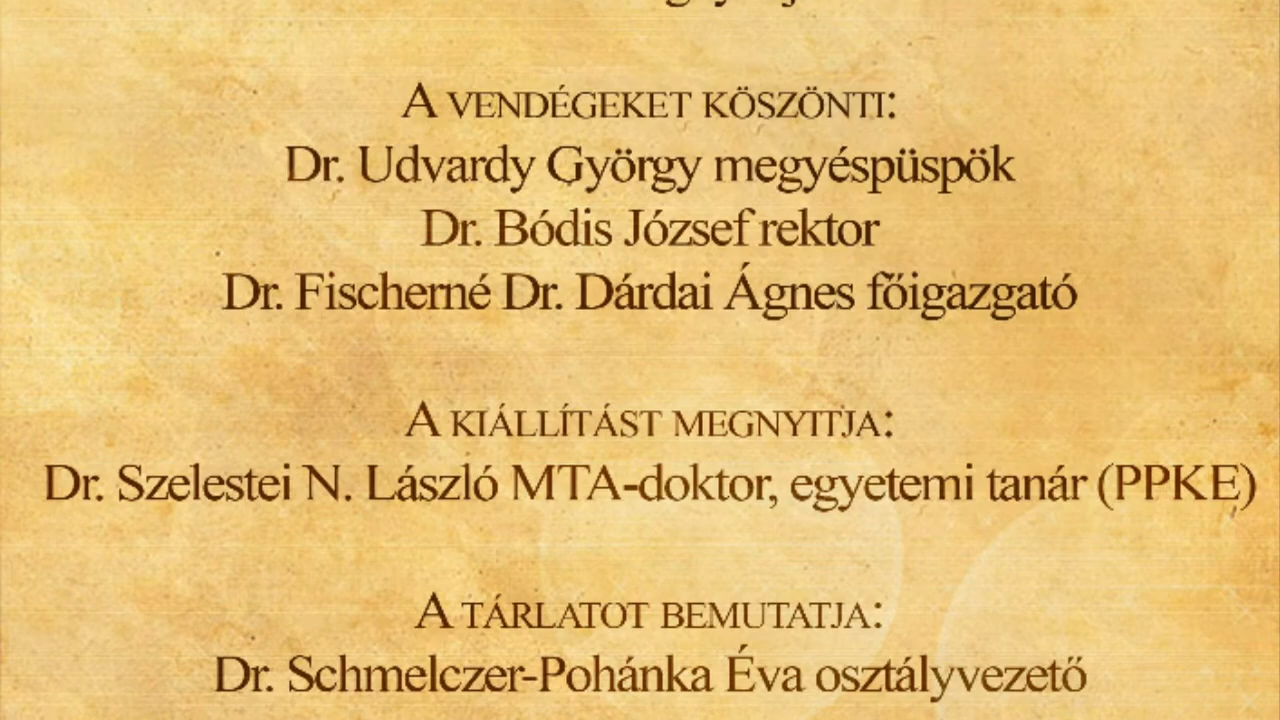 A VENDÉGEKET KÖSZÖNTI:
Dr. Udvardy György megyéspüspök
Dr. Bódis József rektor
Dr. Fischerné Dr. Dárdai Ágnes főigazgató
A KIÁLLÍTÁST MEGNYITJA:
Dr. Szelestei N. László MTA-doktor, egyetemi tanár (PPKE)
A TÁRLATOT BEMUTATJA:
Dr. Schmelczer-Pohánka Éva osztályvezető